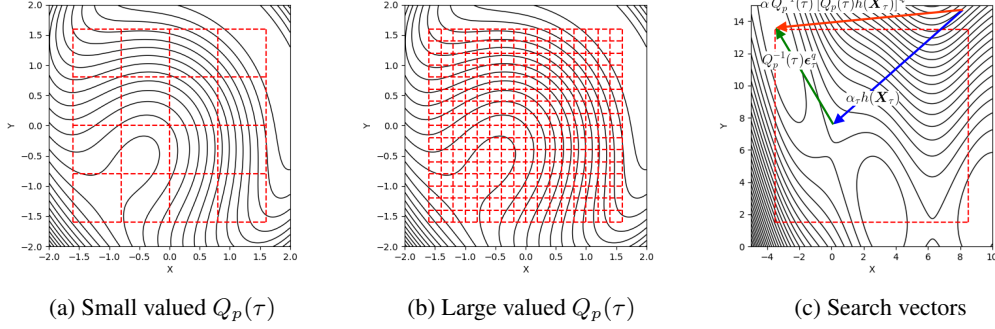 2.0
1.5
1.0
0.5
0.0
−0.5
−1.0
−1.5
−2.0
Y
−2.0 −1.5 −1.0 −0.5 0.0 0.5 1.0 1.5 2.0
X
(a) Small valued Q_p(τ)
2.0
1.5
1.0
0.5
0.0
−0.5
−1.0
−1.5
−2.0
Y
−2.0 −1.5 −1.0 −0.5 0.0 0.5 1.0 1.5 2.0
X
(b) Large valued Q_p(τ)
Q_p(τ) [Q_p(τ)h(X_τ)]
Q_p^{-1}(τ)ϵ_τ^q
α_τ h(X_τ)
14
12
10
8
6
4
2
0
Y
−4 −2 0 2 4 6 8 10
X
(c) Search vectors